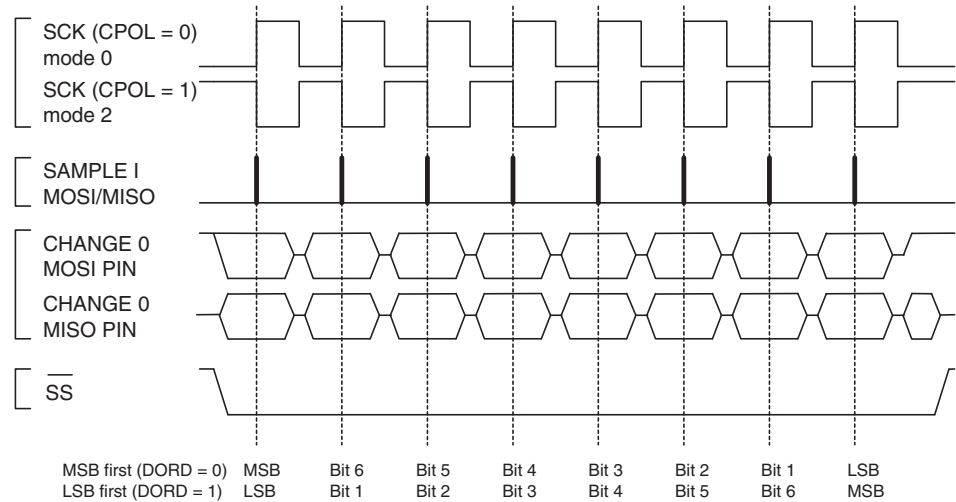 SCK (CPOL = 0)
mode 0
SCK (CPOL = 1)
mode 2
SAMPLE I
MOSI/MISO
CHANGE 0
MOSI PIN
CHANGE 0
MISO PIN
SS
MSB first (DORD = 0) MSB Bit 6 Bit 5 Bit 4 Bit 3 Bit 2 Bit 1 LSB
LSB first (DORD = 1) LSB Bit 1 Bit 2 Bit 3 Bit 4 Bit 5 Bit 6 MSB